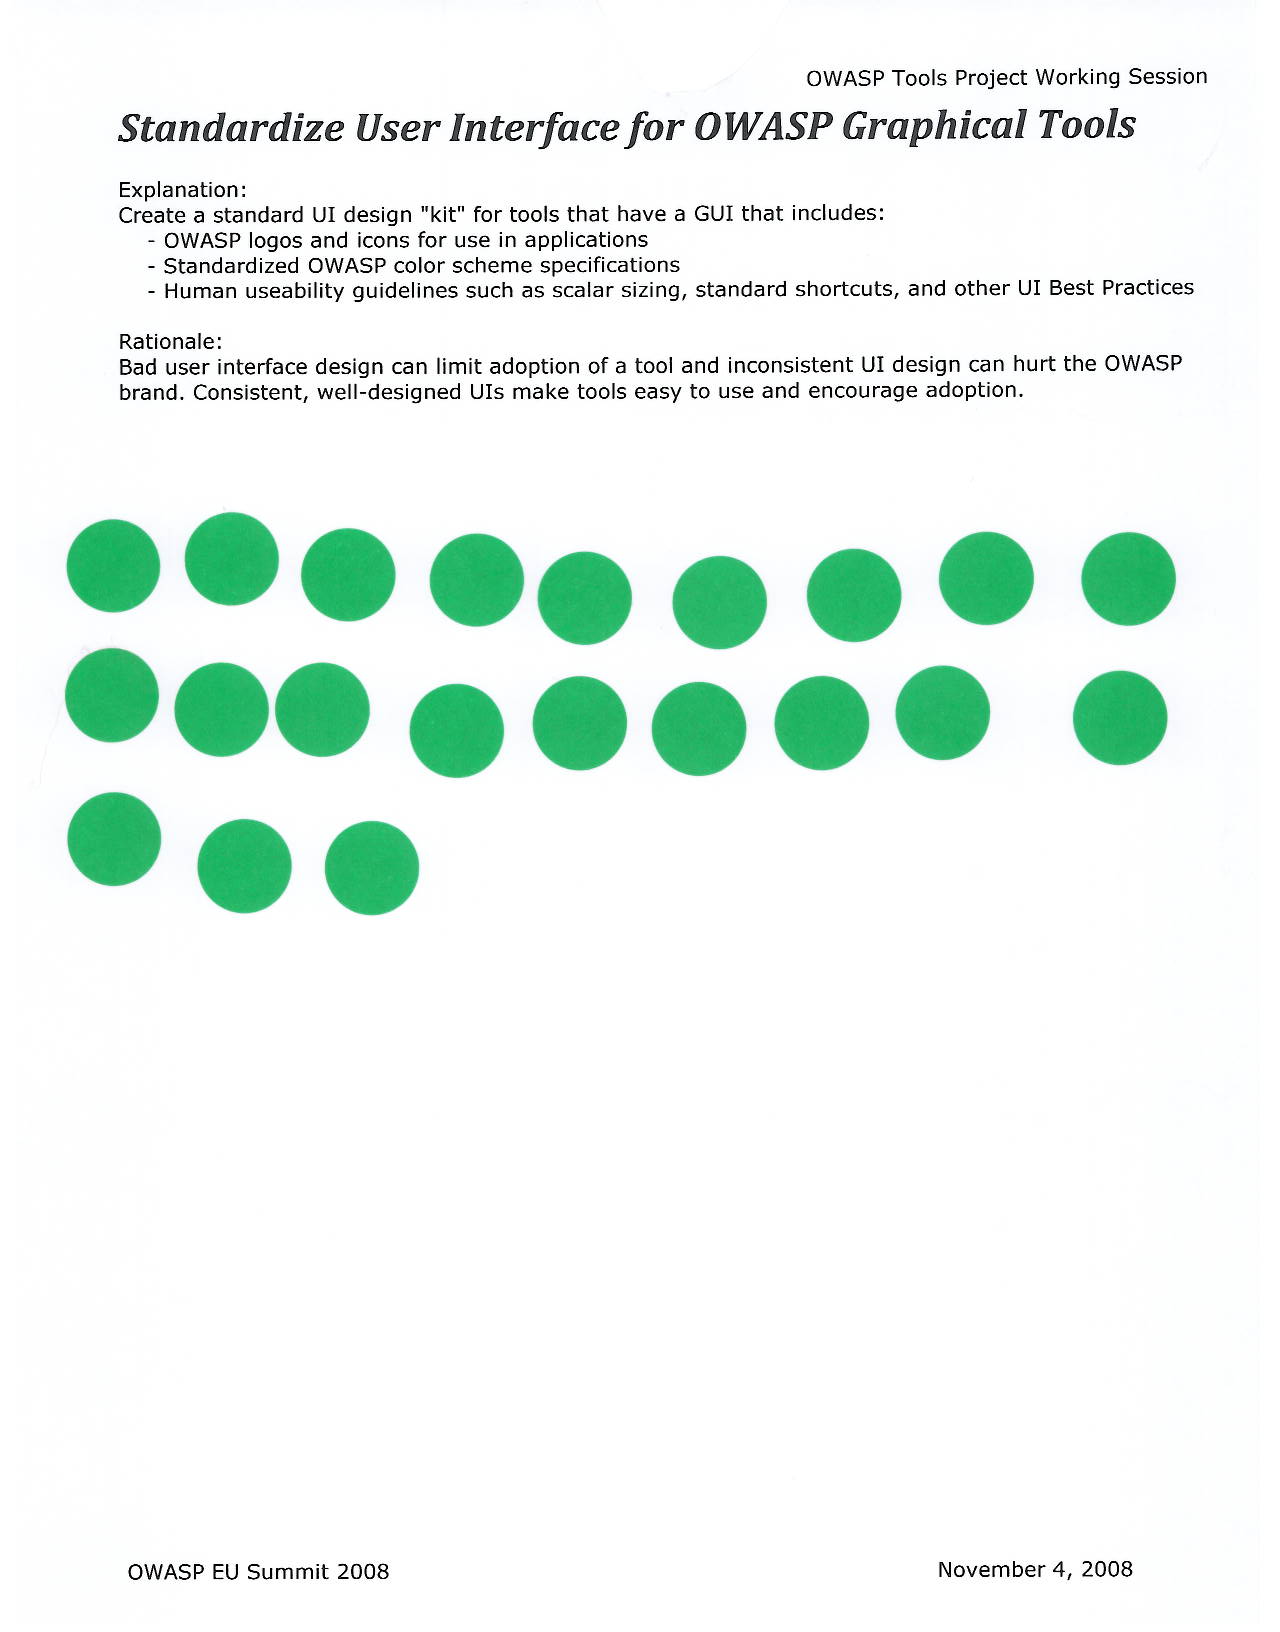 OWASP Tools Project Working Session
Standardize User Interface for OWASP Graphical Tools
Explanation:
Create a standard UI design "kit" for tools that have a GUI that includes:
- OWASP logos and icons for use in applications
- Standardized OWASP color scheme specifications
- Human useability guidelines such as scalar sizing, standard shortcuts, and other UI Best Practices
Rationale:
Bad user interface design can limit adoption of a tool and inconsistent UI design can hurt the OWASP
brand. Consistent, well-designed UIs make tools easy to use and encourage adoption.
OWASP EU Summit 2008
November 4, 2008